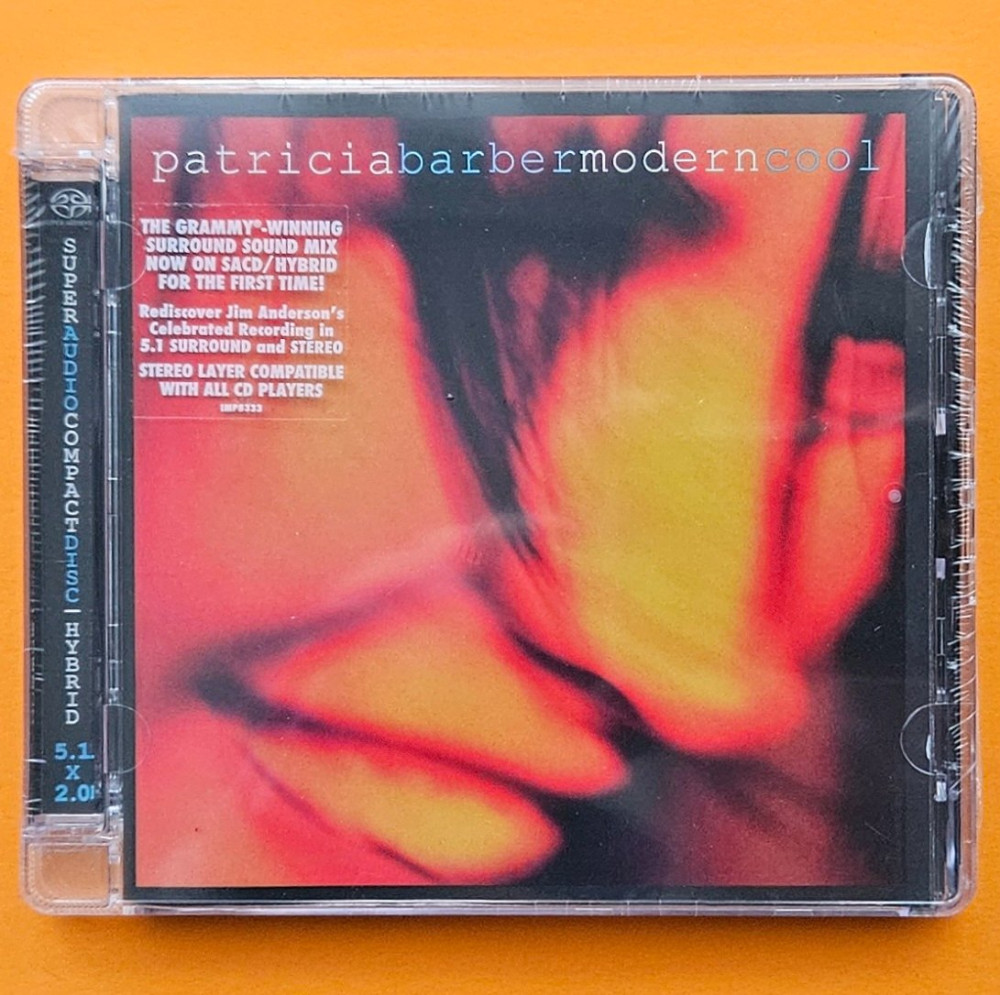 patriciabarbermoderncool
THE GRAMMY®-WINNING
SURROUND SOUND MIX
NOW ON SACD/HYBRID
FOR THE FIRST TIME!
Rediscover Jim Anderson's
Celebrated Recording in
5.1 SURROUND and STEREO
STEREO LAYER COMPATIBLE
WITH ALL CD PLAYERS
IMP8333
SUPERAUDIOCOMPACTDISC|HYBRID
5.1
X
2.0